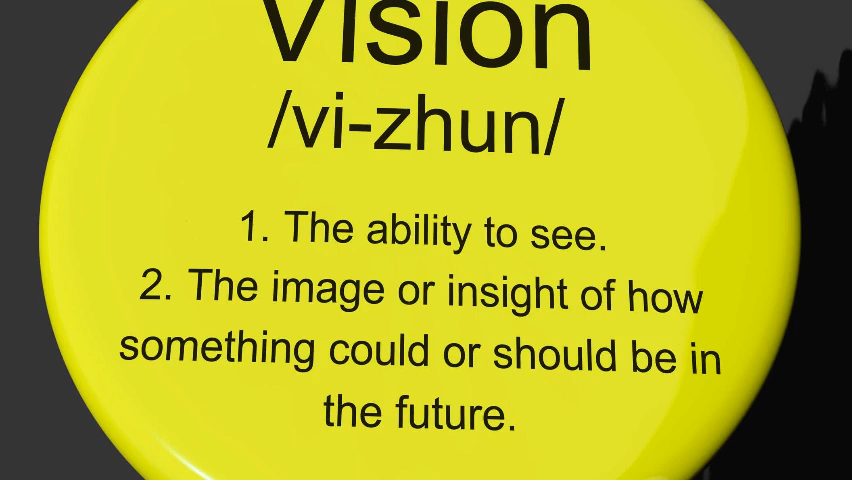 Vision
/vi-zhun/
1. The ability to see.
2. The image or insight of how
something could or should be in
the future.